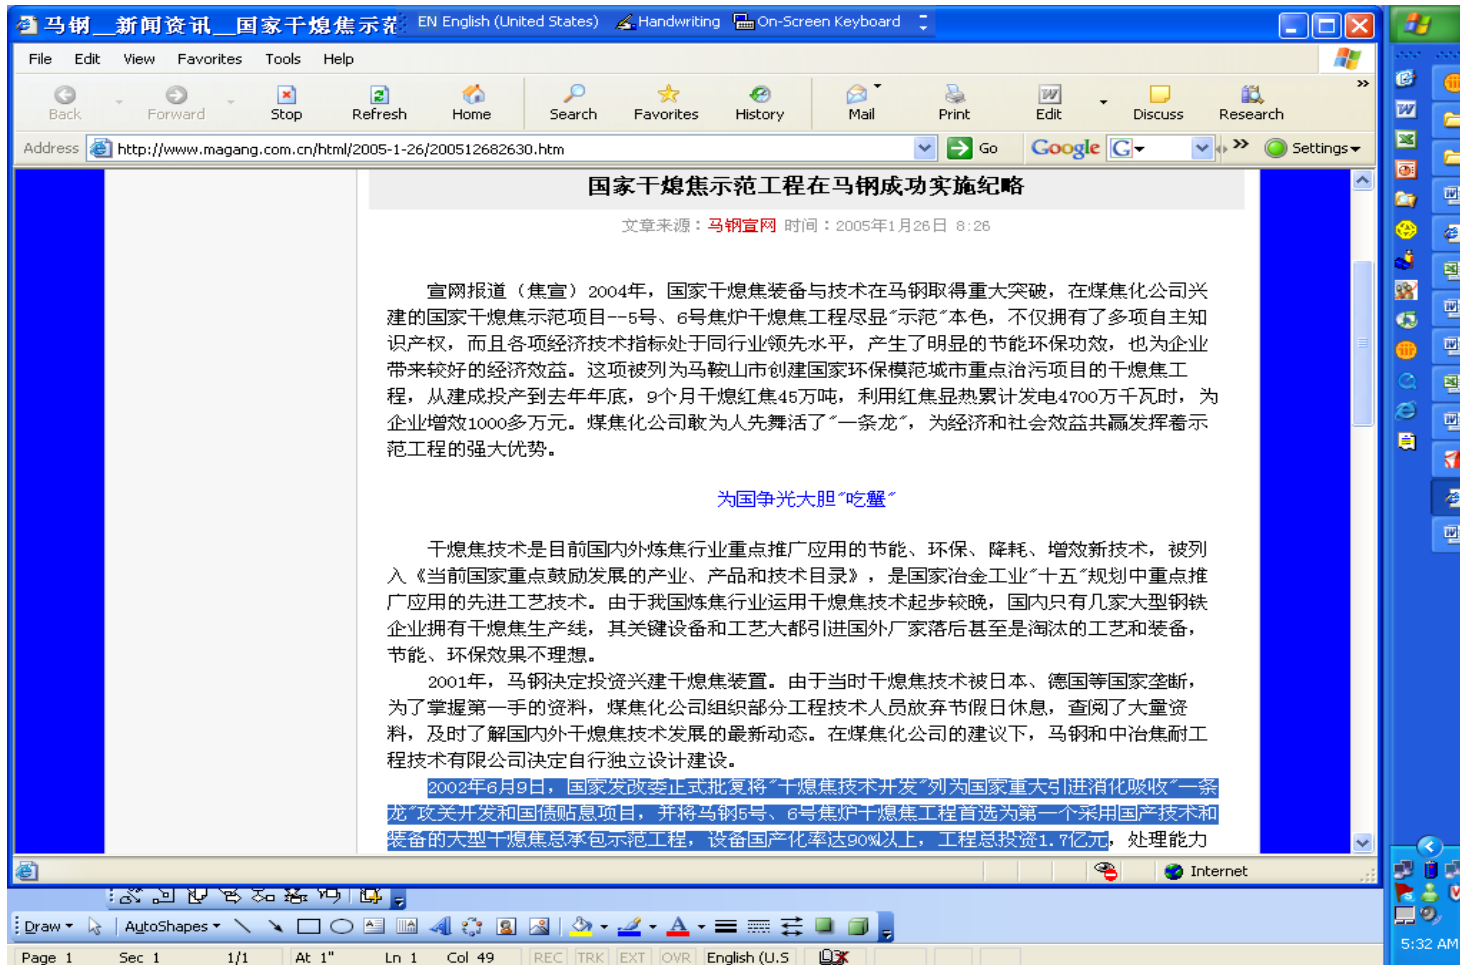 马钢__新闻资讯__国家干熄焦示范
EN English (United States) Handwriting On-Screen Keyboard
File Edit View Favorites Tools Help
Back Forward Stop Refresh Home Search Favorites History Mail Print Edit Discuss Research
Address http://www.magang.com.cn/html/2005-1-26/200512682630.htm Go Google G Settings
国家干熄焦示范工程在马钢成功实施纪略
文章来源：马钢宣网 时间：2005年1月26日 8:26
宣网报道（焦宣）2004年，国家干熄焦装备与技术在马钢取得重大突破，在煤焦化公司兴
建的国家干熄焦示范项目--5号、6号焦炉干熄焦工程尽显“示范”本色，不仅拥有了多项自主知
识产权，而且各项经济技术指标处于同行业领先水平，产生了明显的节能环保功效，也为企业
带来较好的经济效益。这项被列为马鞍山市创建国家环保模范城市重点治污项目的干熄焦工
程，从建成投产到去年年底，9个月干熄红焦45万吨，利用红焦显热累计发电4700万千瓦时，为
企业增效1000多万元。煤焦化公司敢为人先舞活了“一条龙”，为经济和社会效益共赢发挥着示
范工程的强大优势。
为国争光大胆“吃蟹”
干熄焦技术是目前国内外炼焦行业重点推广应用的节能、环保、降耗、增效新技术，被列
入《当前国家重点鼓励发展的产业、产品和技术目录》，是国家冶金工业“十五”规划中重点推
广应用的先进工艺技术。由于我国炼焦行业运用干熄焦技术起步较晚，国内只有几家大型钢铁
企业拥有干熄焦生产线，其关键设备和工艺大都引进国外厂家落后甚至是淘汰的工艺和装备，
节能、环保效果不理想。
2001年，马钢决定投资兴建干熄焦装置。由于当时干熄焦技术被日本、德国等国家垄断，
为了掌握第一手的资料，煤焦化公司组织部分工程技术人员放弃节假日休息，查阅了大量资
料，及时了解国内外干熄焦技术发展的最新动态。在煤焦化公司的建议下，马钢和中冶焦耐工
程技术有限公司决定自行独立设计建设。
2002年6月9日，国家发改委正式批复将“干熄焦技术开发”列为国家重大引进消化吸收“一条
龙”攻关开发和国债贴息项目，并将马钢5号、6号焦炉干熄焦工程首选为第一个采用国产技术和
装备的大型干熄焦总承包示范工程，设备国产化率达90%以上，工程总投资1.7亿元，处理能力
Internet
Draw AutoShapes
Page 1 Sec 1 1/1 At 1" Ln 1 Col 49 REC TRK EXT OVR English (U.S
5:32 AM